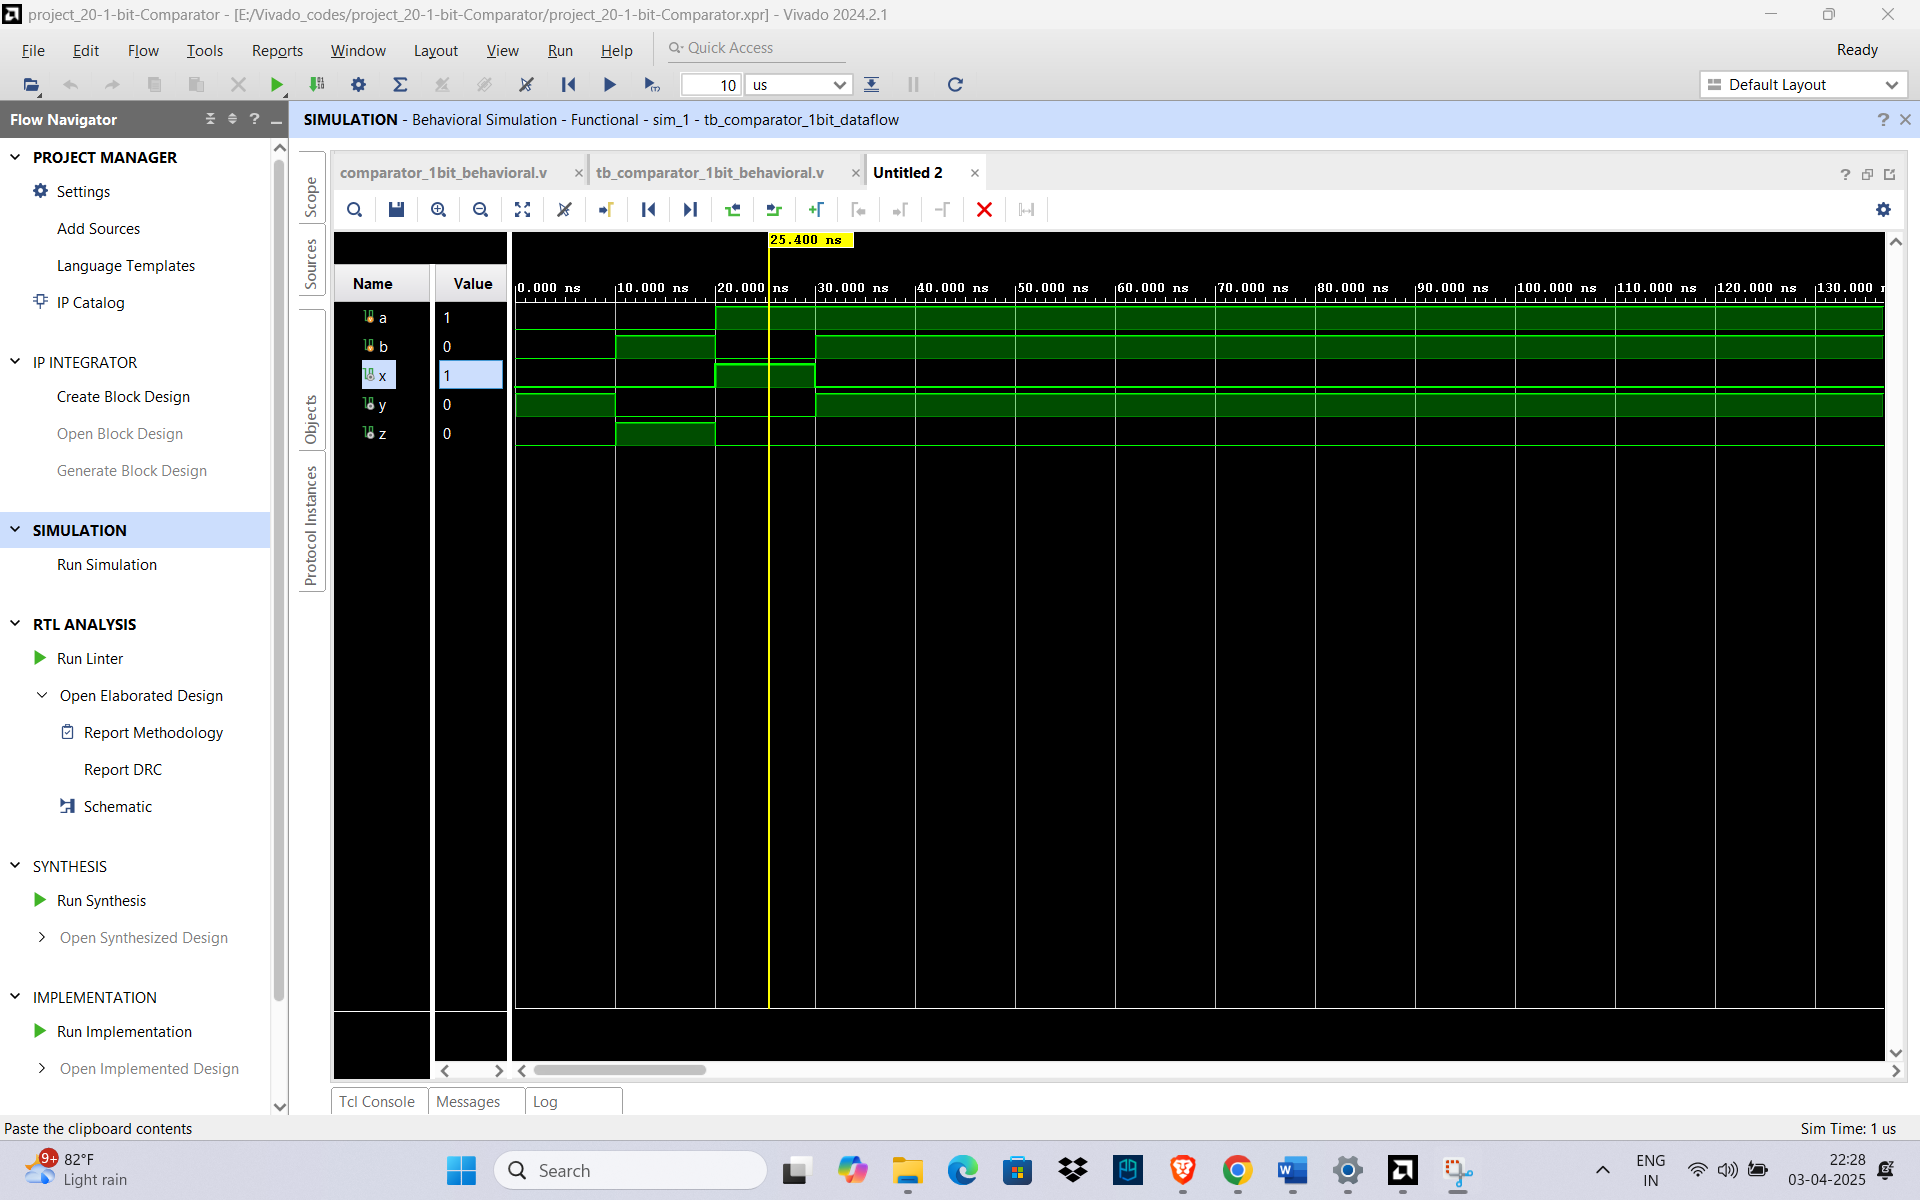 project_20-1-bit-Comparator - [E:/Vivado_codes/project_20-1-bit-Comparator/project_20-1-bit-Comparator.xpr] - Vivado 2024.2.1
File Edit Flow Tools Reports Window Layout View Run Help Quick Access
Ready
10 us
Default Layout
Flow Navigator
SIMULATION - Behavioral Simulation - Functional - sim_1 - tb_comparator_1bit_dataflow
PROJECT MANAGER
Settings
Add Sources
Language Templates
IP Catalog
IP INTEGRATOR
Create Block Design
Open Block Design
Generate Block Design
SIMULATION
Run Simulation
RTL ANALYSIS
Run Linter
Open Elaborated Design
Report Methodology
Report DRC
Schematic
SYNTHESIS
Run Synthesis
Open Synthesized Design
IMPLEMENTATION
Run Implementation
Open Implemented Design
Scope
Sources
Objects
Protocol Instances
comparator_1bit_behavioral.v
tb_comparator_1bit_behavioral.v
Untitled 2
25.400 ns
Name Value
0.000 ns 10.000 ns 20.000 ns 30.000 ns 40.000 ns 50.000 ns 60.000 ns 70.000 ns 80.000 ns 90.000 ns 100.000 ns 110.000 ns 120.000 ns 130.000
a 1
b 0
x 1
y 0
z 0
Tcl Console Messages Log
Paste the clipboard contents
Sim Time: 1 us
9+
82°F
Light rain
Search
ENG
IN
22:28
03-04-2025